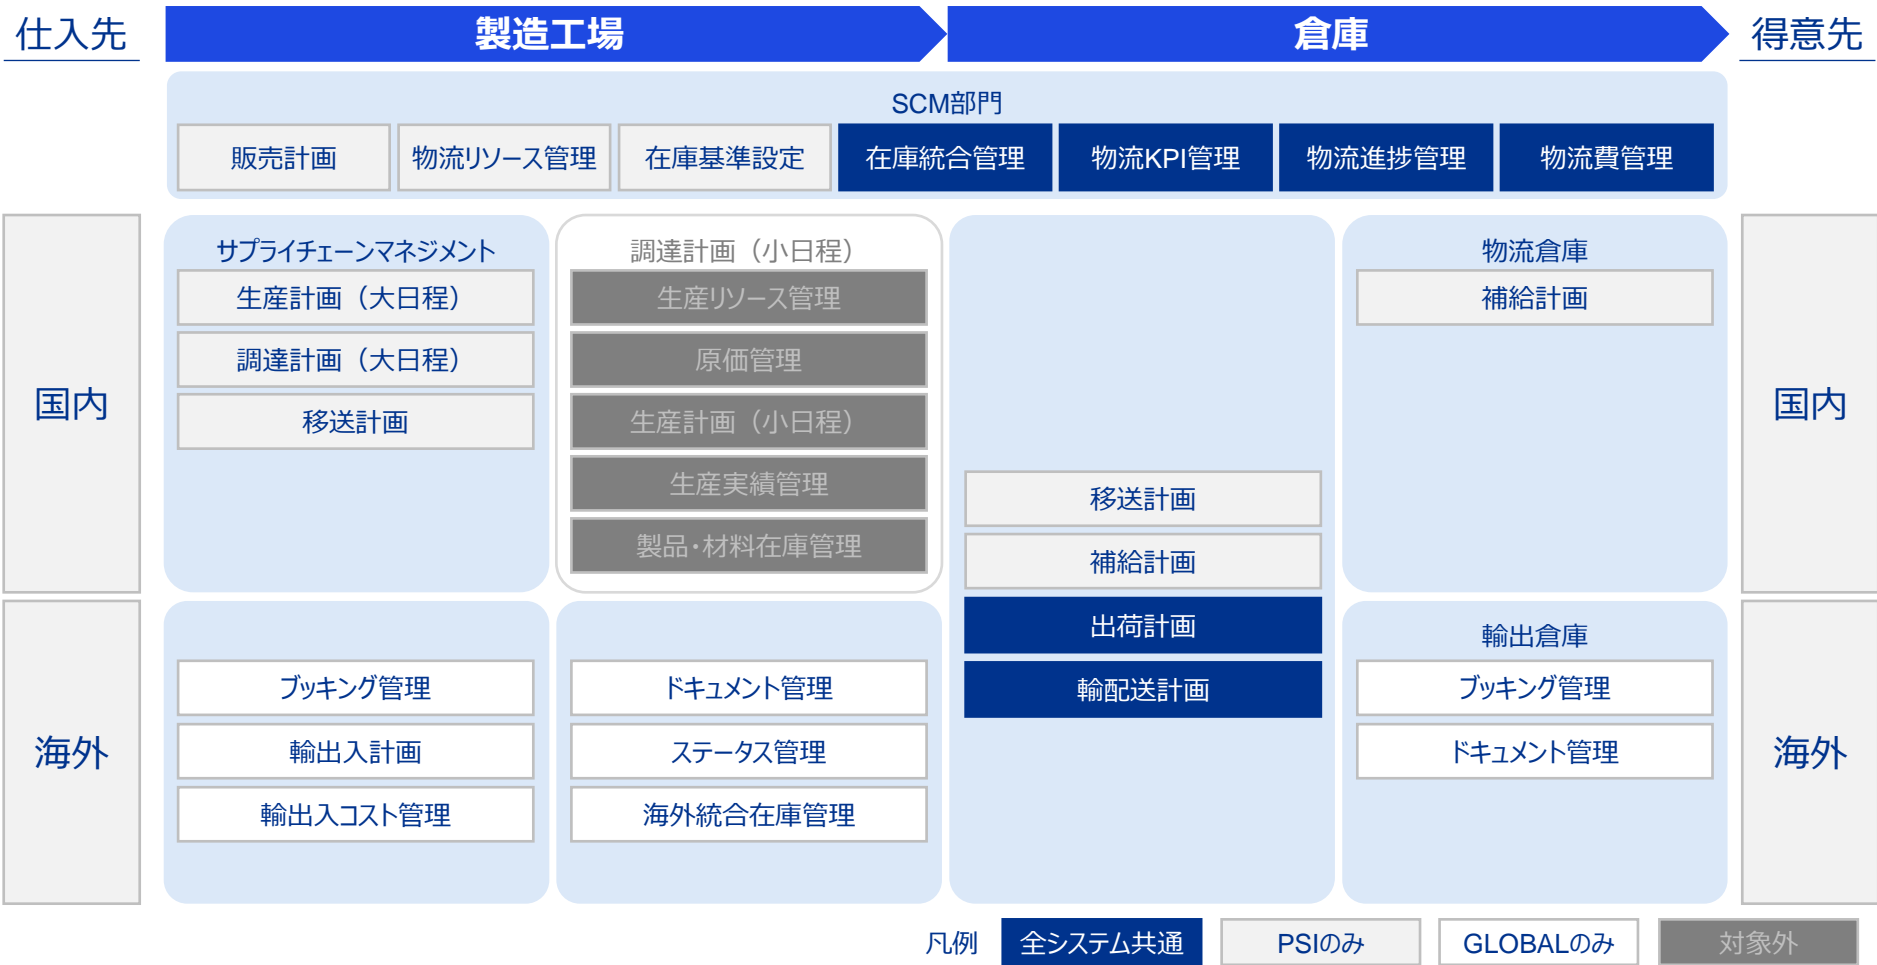 仕入先
製造工場
倉庫
得意先
SCM部門
販売計画
物流リソース管理
在庫基準設定
在庫統合管理
物流KPI管理
物流進捗管理
物流費管理
国内
サプライチェーンマネジメント
生産計画（大日程）
調達計画（大日程）
移送計画
調達計画（小日程）
生産リソース管理
原価管理
生産計画（小日程）
生産実績管理
製品・材料在庫管理
移送計画
補給計画
出荷計画
輸配送計画
物流倉庫
補給計画
国内
海外
ブッキング管理
輸出入計画
輸出入コスト管理
ドキュメント管理
ステータス管理
海外統合在庫管理
輸出倉庫
ブッキング管理
ドキュメント管理
海外
凡例
全システム共通
PSIのみ
GLOBALのみ
対象外